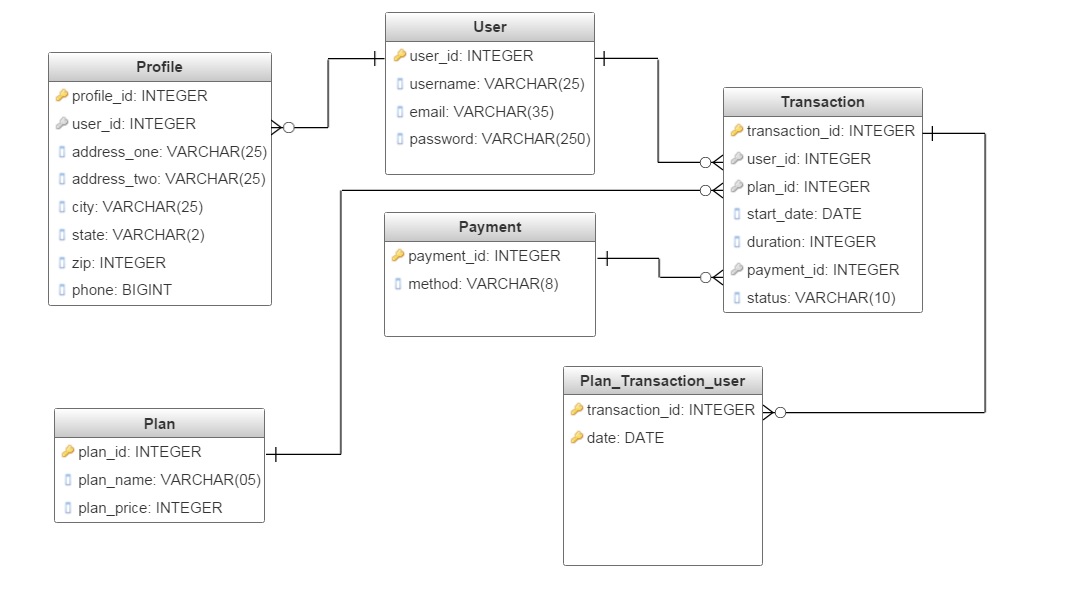 User
user_id: INTEGER
username: VARCHAR(25)
email: VARCHAR(35)
password: VARCHAR(250)
Profile
profile_id: INTEGER
user_id: INTEGER
address_one: VARCHAR(25)
address_two: VARCHAR(25)
city: VARCHAR(25)
state: VARCHAR(2)
zip: INTEGER
phone: BIGINT
Transaction
transaction_id: INTEGER
user_id: INTEGER
plan_id: INTEGER
start_date: DATE
duration: INTEGER
payment_id: INTEGER
status: VARCHAR(10)
Payment
payment_id: INTEGER
method: VARCHAR(8)
Plan_Transaction_user
transaction_id: INTEGER
date: DATE
Plan
plan_id: INTEGER
plan_name: VARCHAR(05)
plan_price: INTEGER